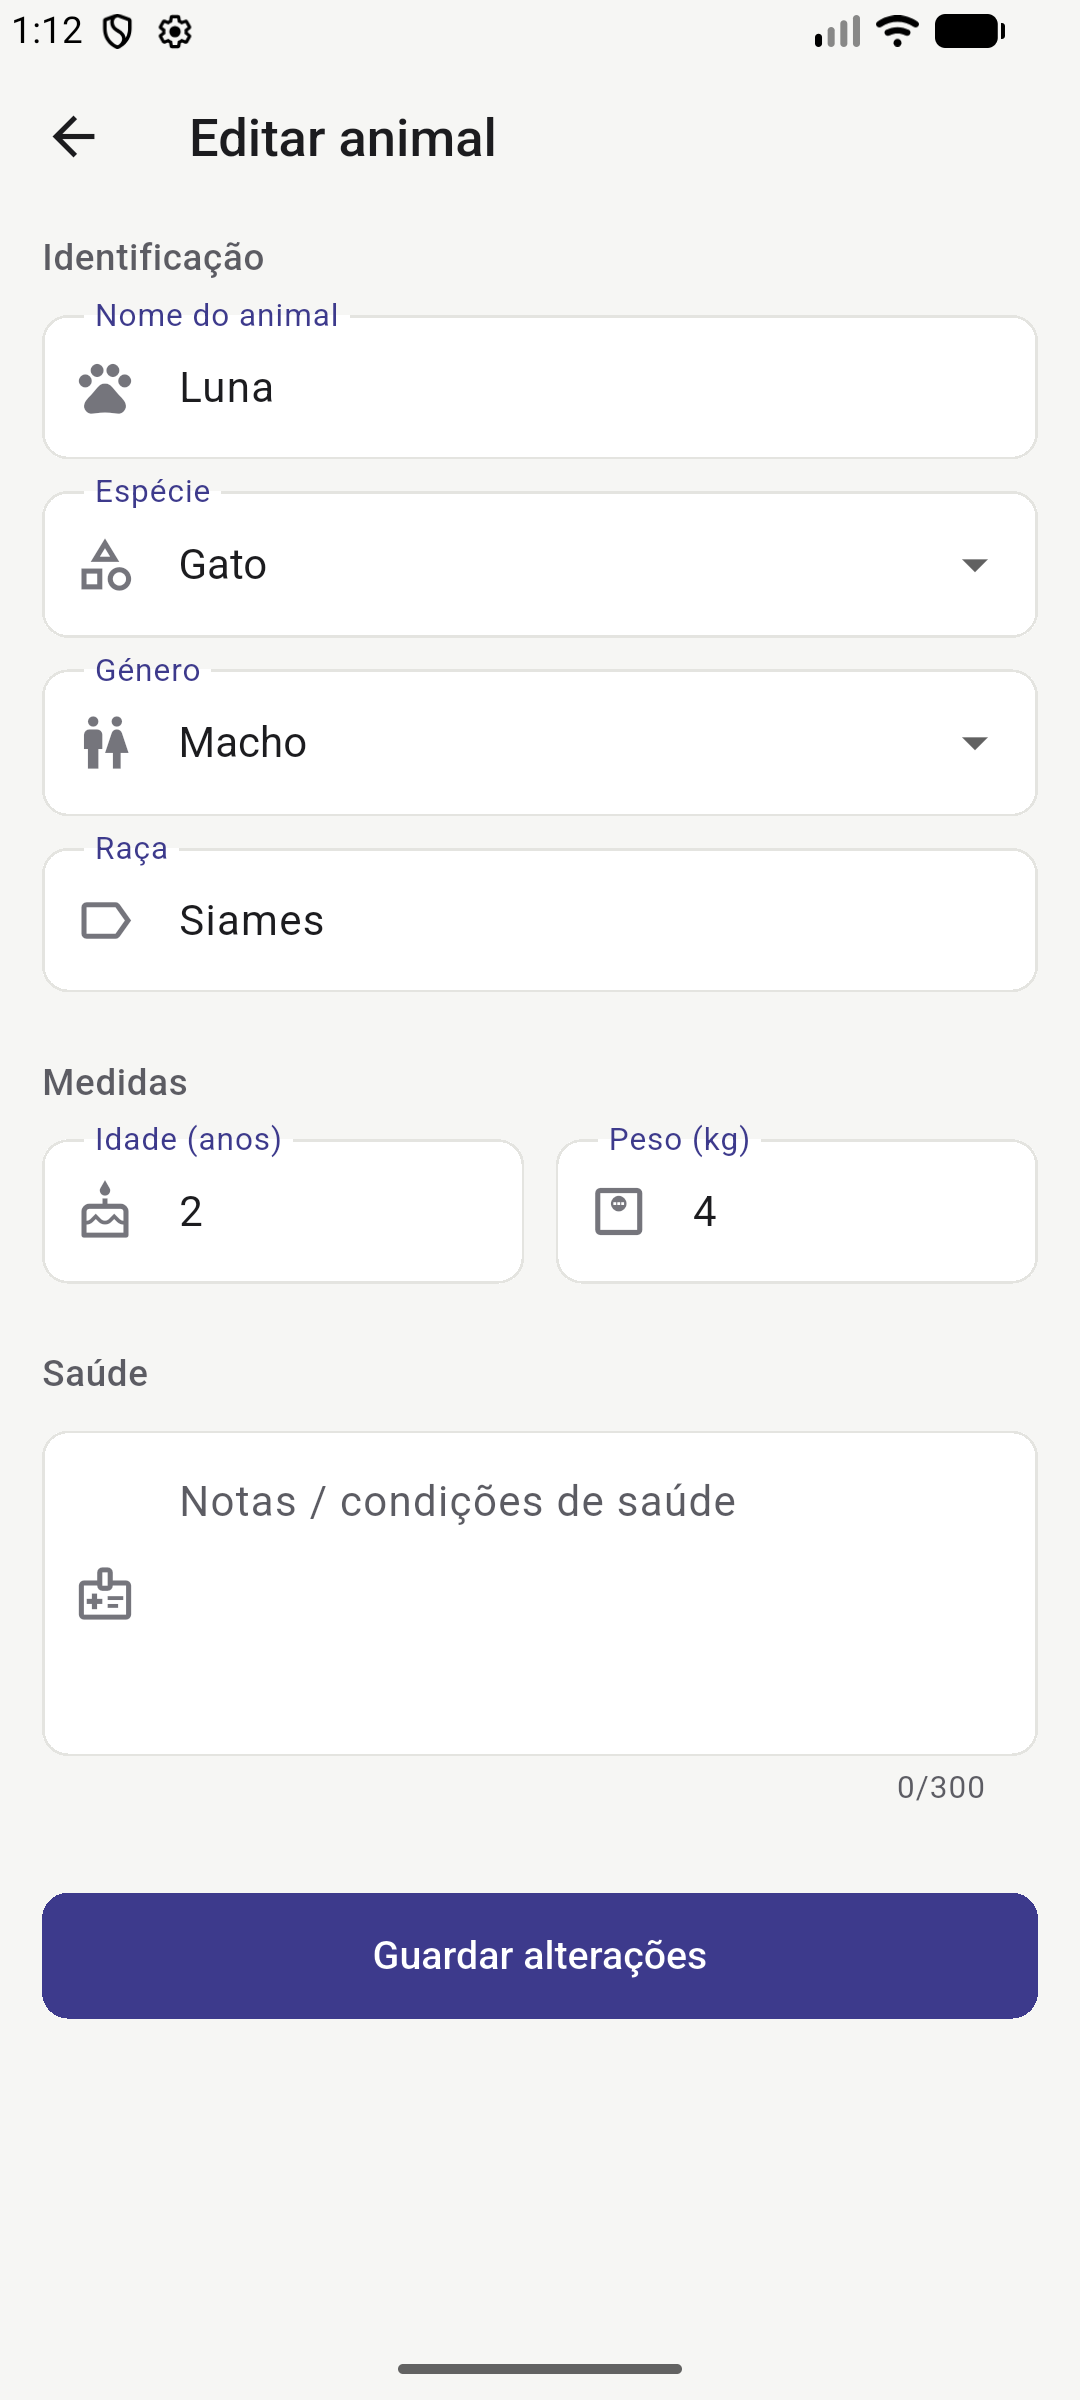 1:12
Editar animal
Identificação
Nome do animal
Luna
Espécie
Gato
Género
Macho
Raça
Siames
Medidas
Idade (anos)
2
Peso (kg)
4
Saúde
Notas / condições de saúde
0/300
Guardar alterações